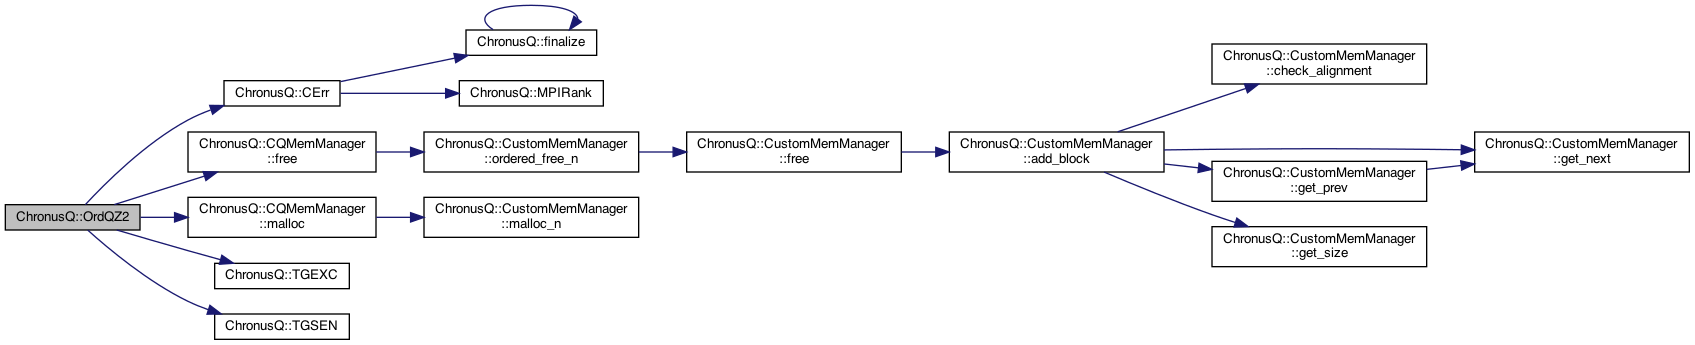 ChronusQ::OrdQZ2
ChronusQ::CErr
ChronusQ::finalize
ChronusQ::MPIRank
ChronusQ::CQMemManager
::free
ChronusQ::CustomMemManager
::ordered_free_n
ChronusQ::CustomMemManager
::free
ChronusQ::CustomMemManager
::add_block
ChronusQ::CustomMemManager
::check_alignment
ChronusQ::CustomMemManager
::get_next
ChronusQ::CustomMemManager
::get_prev
ChronusQ::CustomMemManager
::get_size
ChronusQ::CQMemManager
::malloc
ChronusQ::CustomMemManager
::malloc_n
ChronusQ::TGEXC
ChronusQ::TGSEN